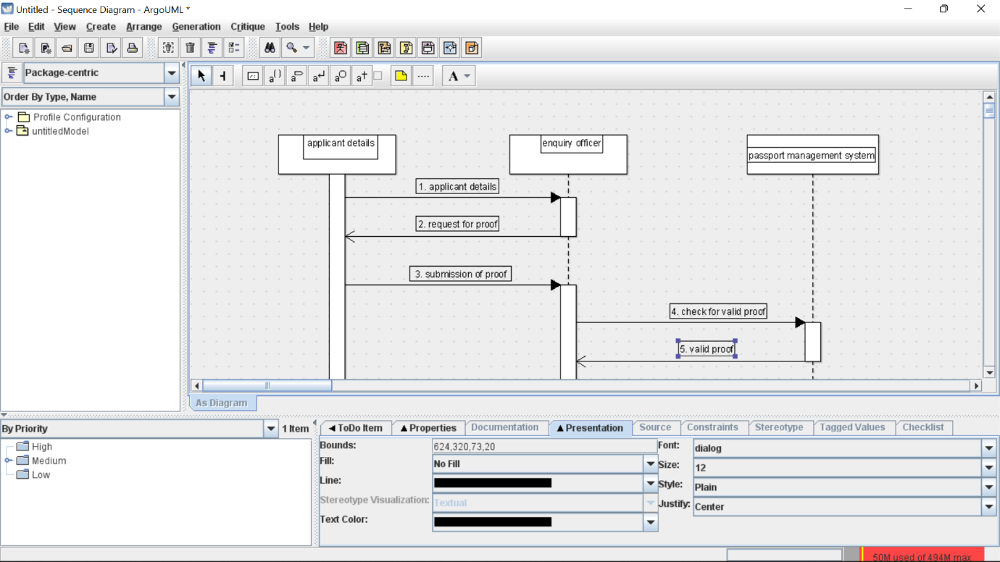 Untitled - Sequence Diagram - ArgoUML *
File Edit View Create Arrange Generation Critique Tools Help
Package-centric
Order By Type, Name
Profile Configuration
untitledModel
a() a a a a† A
applicant details
enquiry officer
passport management system
1. applicant details
2. request for proof
3. submission of proof
4. check for valid proof
5. valid proof
As Diagram
By Priority
1 Item
High
Medium
Low
ToDo Item
Properties
Documentation
Presentation
Source
Constraints
Stereotype
Tagged Values
Checklist
Bounds: 624,320,73,20
Fill: No Fill
Line:
Stereotype Visualization: Textual
Text Color:
Font: dialog
Size: 12
Style: Plain
Justify: Center
50M used of 494M max